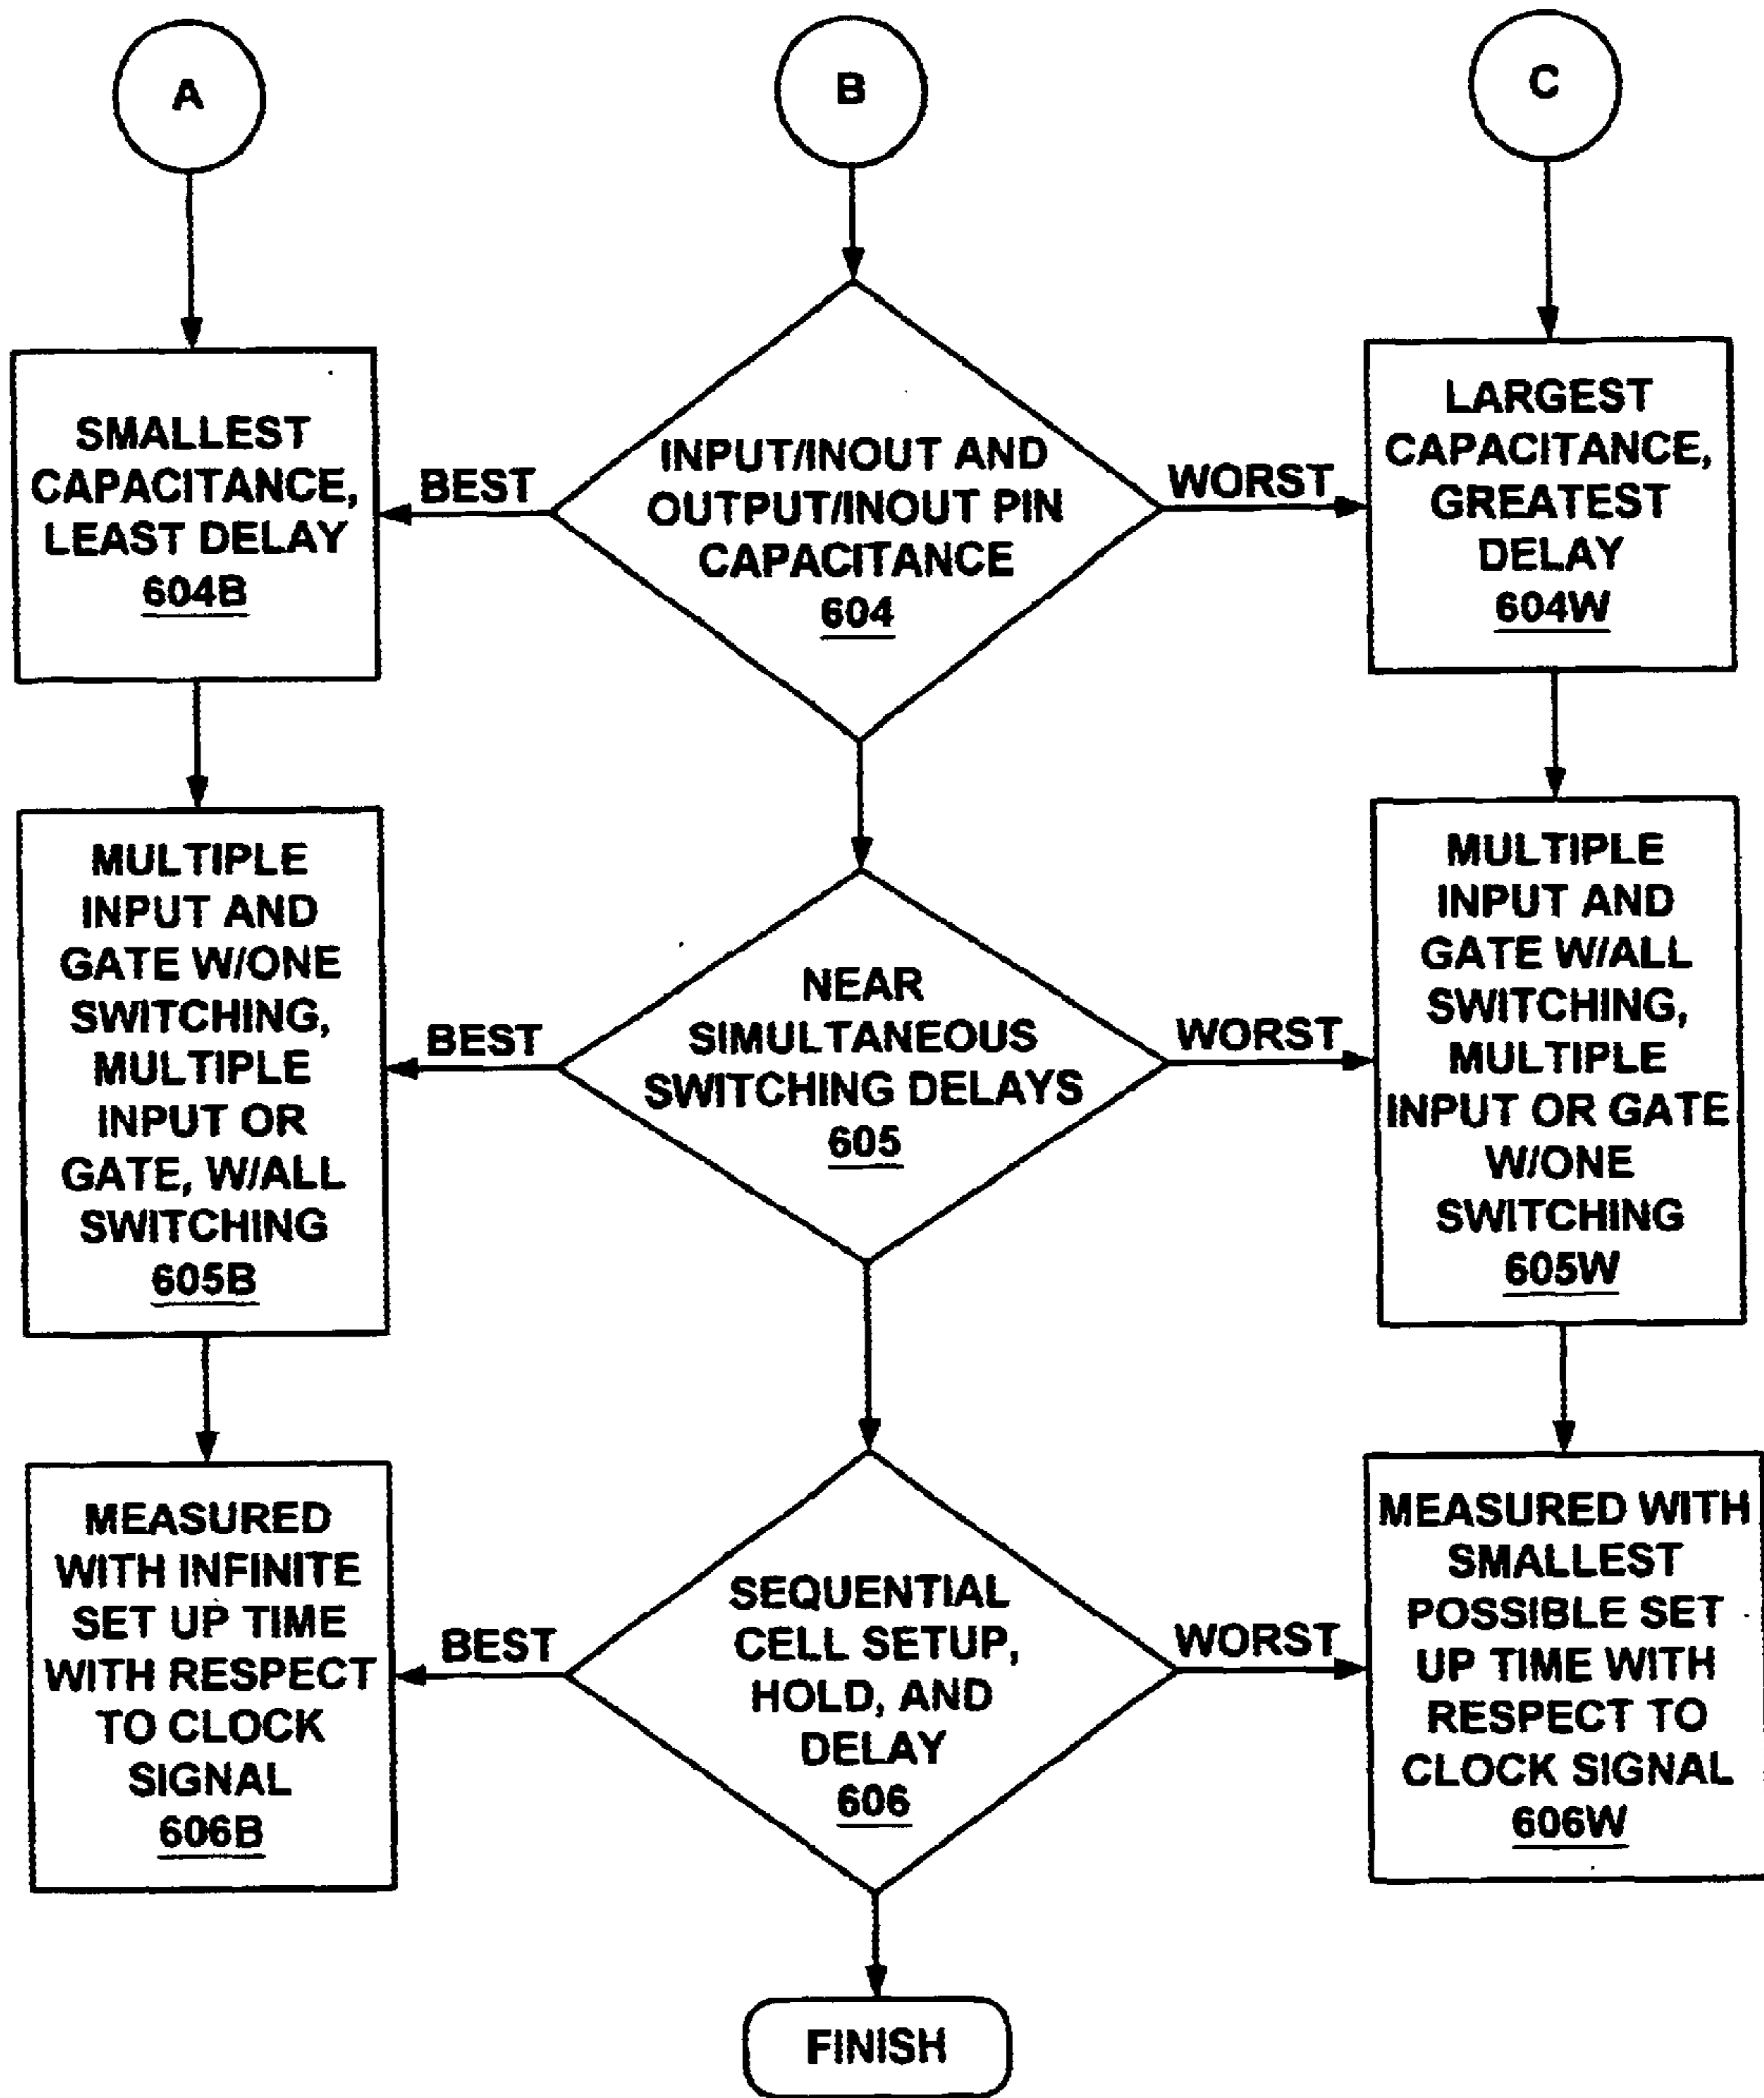 A
B
C
SMALLEST
CAPACITANCE,
LEAST DELAY
604B
BEST
INPUT/INOUT AND
OUTPUT/INOUT PIN
CAPACITANCE
604
WORST
LARGEST
CAPACITANCE,
GREATEST
DELAY
604W
MULTIPLE
INPUT AND
GATE W/ONE
SWITCHING,
MULTIPLE
INPUT OR
GATE, W/ALL
SWITCHING
605B
BEST
NEAR
SIMULTANEOUS
SWITCHING DELAYS
605
WORST
MULTIPLE
INPUT AND
GATE W/ALL
SWITCHING,
MULTIPLE
INPUT OR GATE
W/ONE
SWITCHING
605W
MEASURED
WITH INFINITE
SET UP TIME
WITH RESPECT
TO CLOCK
SIGNAL
606B
BEST
SEQUENTIAL
CELL SETUP,
HOLD, AND
DELAY
606
WORST
MEASURED WITH
SMALLEST
POSSIBLE SET
UP TIME WITH
RESPECT TO
CLOCK SIGNAL
606W
FINISH